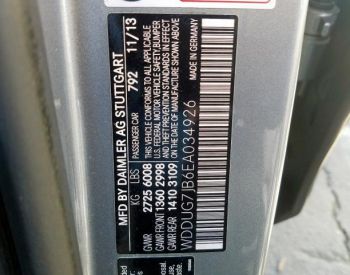 MFD BY DAIMLER AG STUTTGART
PASSENGER CAR 792 11/13
KG LBS
GVWR 2725 6008
GAWR FRONT 1360 2998
GAWR REAR 1410 3109
THIS VEHICLE CONFORMS TO ALL APPLICABLE
U.S. FEDERAL MOTOR VEHICLE SAFETY, BUMPER
AND THEFT PREVENTION STANDARDS IN EFFECT
ON THE DATE OF MANUFACTURE SHOWN ABOVE
WDDUG7JB6EA034926
MADE IN GERMANY